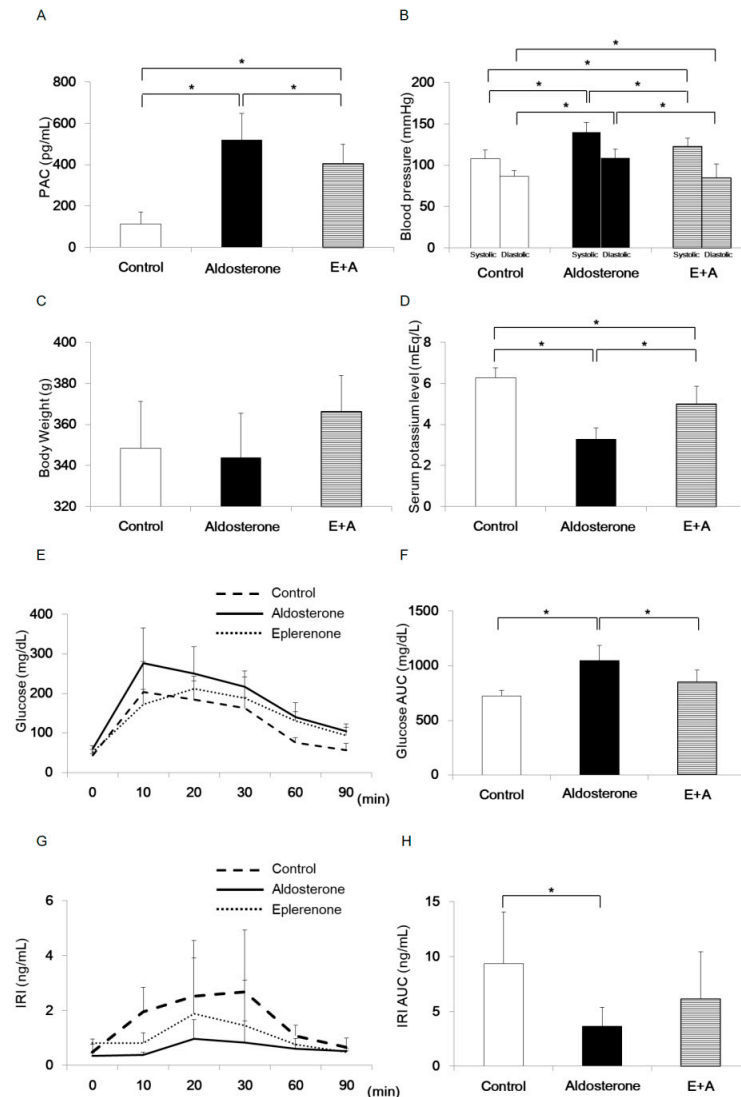 A
PAC (pg/mL)
800
600
400
200
0
* * *
Control Aldosterone E+A
B
Blood pressure (mmHg)
200
150
100
50
0
* * * * * *
Systolic Diastolic Systolic Diastolic Systolic Diastolic
Control Aldosterone E+A
C
Body Weight (g)
400
380
360
340
320
Control Aldosterone E+A
D
Serum potassium level (mEq/L)
8
6
4
2
0
* * *
Control Aldosterone E+A
E
Control
Aldosterone
Eplerenone
Glucose (mg/dL)
400
300
200
100
0
0 10 20 30 60 90 (min)
F
Glucose AUC (mg/dL)
1500
1000
500
0
* *
Control Aldosterone E+A
G
Control
Aldosterone
Eplerenone
IRI (ng/mL)
6
4
2
0
0 10 20 30 60 90 (min)
H
IRI AUC (ng/mL)
15
10
5
0
*
Control Aldosterone E+A